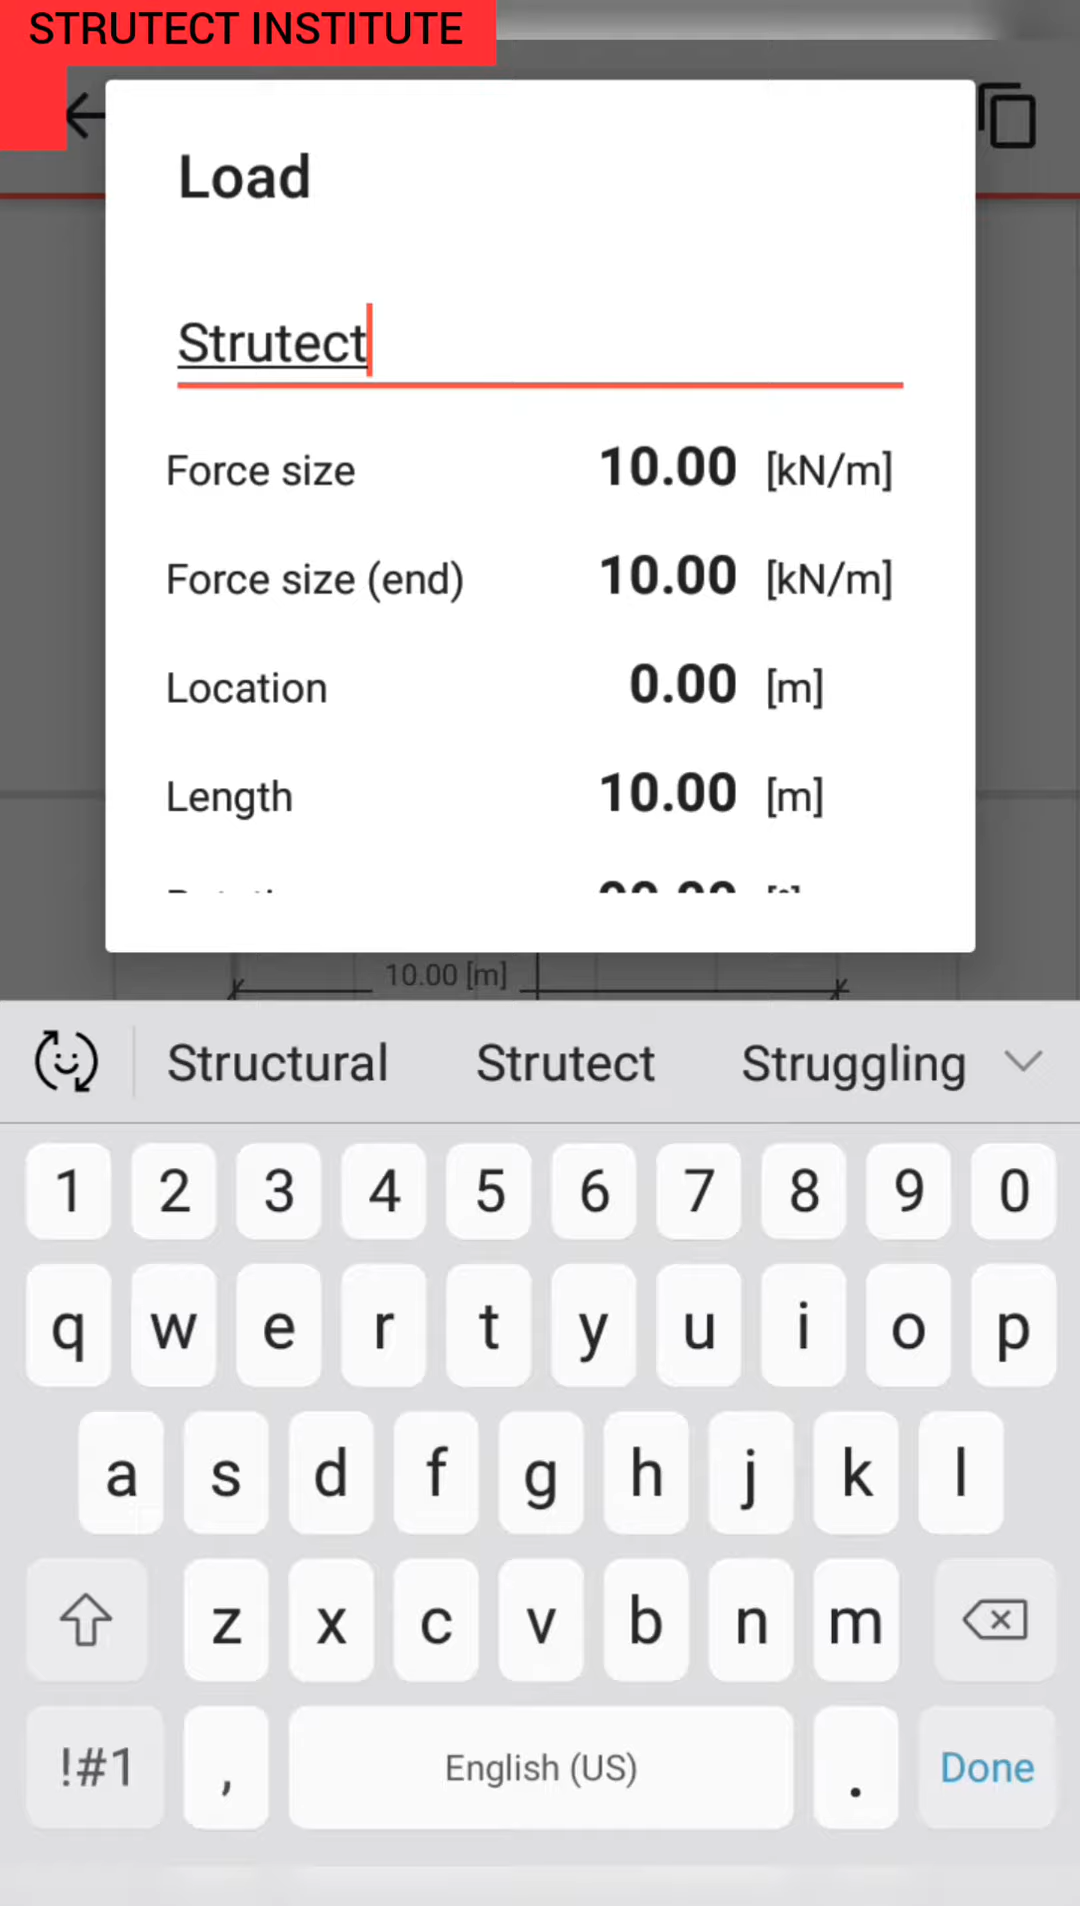 STRUTECT INSTITUTE
Load
Strutect
Force size 10.00 [kN/m]
Force size (end) 10.00 [kN/m]
Location 0.00 [m]
Length 10.00 [m]
10.00 [m]
Structural Strutect Struggling
1 2 3 4 5 6 7 8 9 0
q w e r t y u i o p
a s d f g h j k l
z x c v b n m
!#1 , English (US) . Done